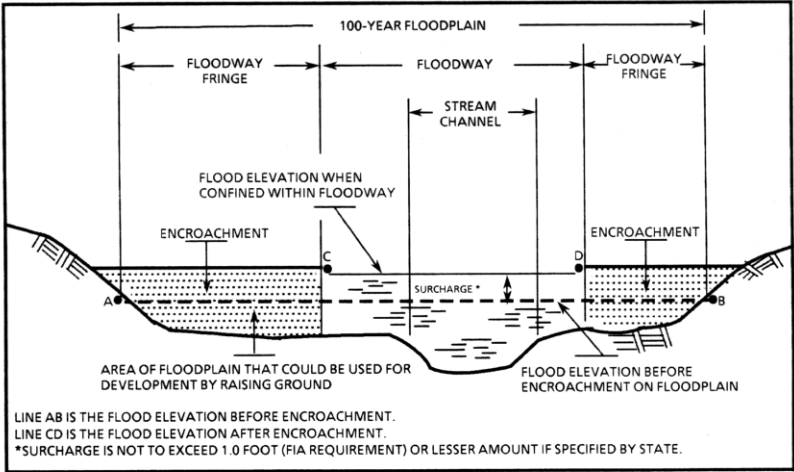 100-YEAR FLOODPLAIN
FLOODWAY
FRINGE
FLOODWAY
FLOODWAY
FRINGE
STREAM
CHANNEL
FLOOD ELEVATION WHEN
CONFINED WITHIN FLOODWAY
ENCROACHMENT
C
D
ENCROACHMENT
SURCHARGE *
A
B
AREA OF FLOODPLAIN THAT COULD BE USED FOR
DEVELOPMENT BY RAISING GROUND
FLOOD ELEVATION BEFORE
ENCROACHMENT ON FLOODPLAIN
LINE AB IS THE FLOOD ELEVATION BEFORE ENCROACHMENT.
LINE CD IS THE FLOOD ELEVATION AFTER ENCROACHMENT.
*SURCHARGE IS NOT TO EXCEED 1.0 FOOT (FIA REQUIREMENT) OR LESSER AMOUNT IF SPECIFIED BY STATE.